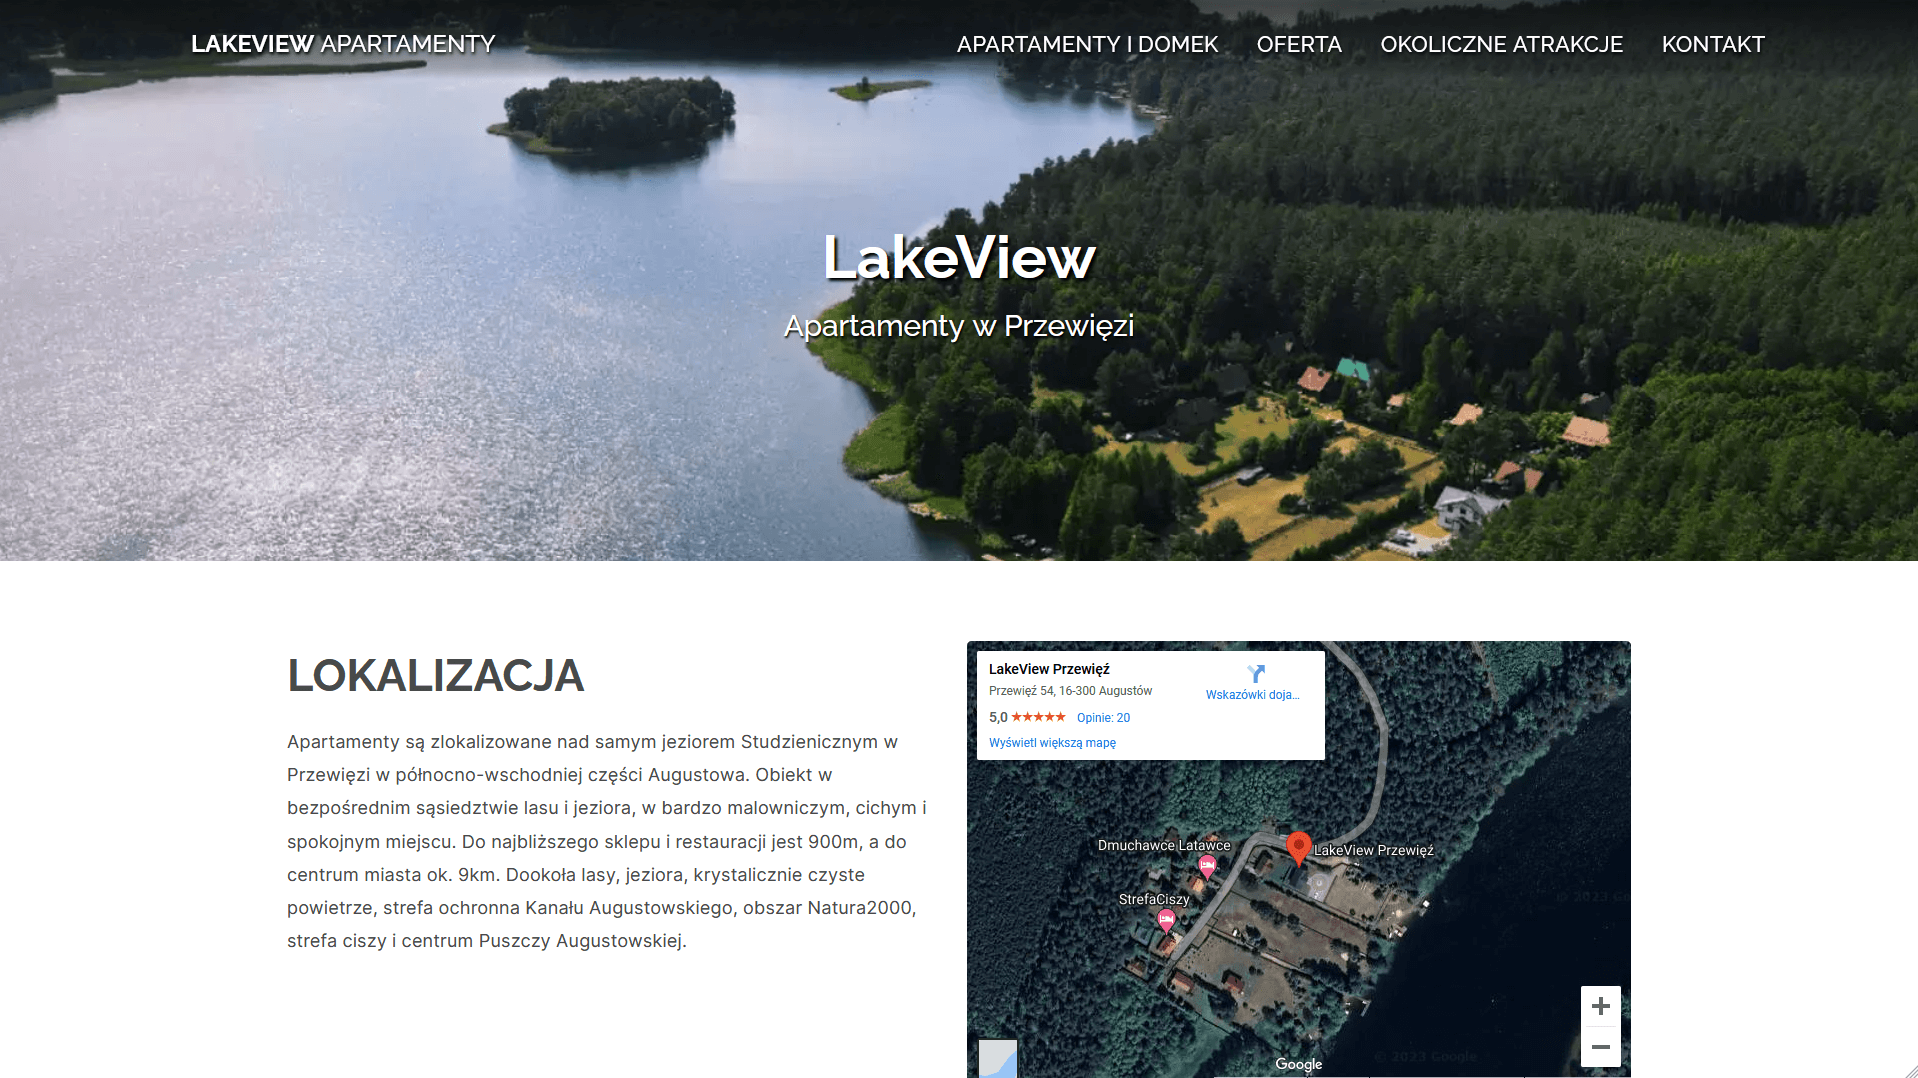 LAKEVIEW APARTAMENTY
APARTAMENTY I DOMEK OFERTA OKOLICZNE ATRAKCJE KONTAKT
LakeView
Apartamenty w Przewięzi
LOKALIZACJA
Apartamenty są zlokalizowane nad samym jeziorem Studzienicznym w
Przewięzi w północno-wschodniej części Augustowa. Obiekt w
bezpośrednim sąsiedztwie lasu i jeziora, w bardzo malowniczym, cichym i
spokojnym miejscu. Do najbliższego sklepu i restauracji jest 900m, a do
centrum miasta ok. 9km. Dookoła lasy, jeziora, krystalicznie czyste
powietrze, strefa ochronna Kanału Augustowskiego, obszar Natura2000,
strefa ciszy i centrum Puszczy Augustowskiej.
LakeView Przewięź
Przewięź 54, 16-300 Augustów
Wskazówki doja...
5,0 ★★★★★ Opinie: 20
Wyświetl większą mapę
Dmuchawce Latawce
LakeView Przewięź
StrefaCiszy
© 2023 Google
Google